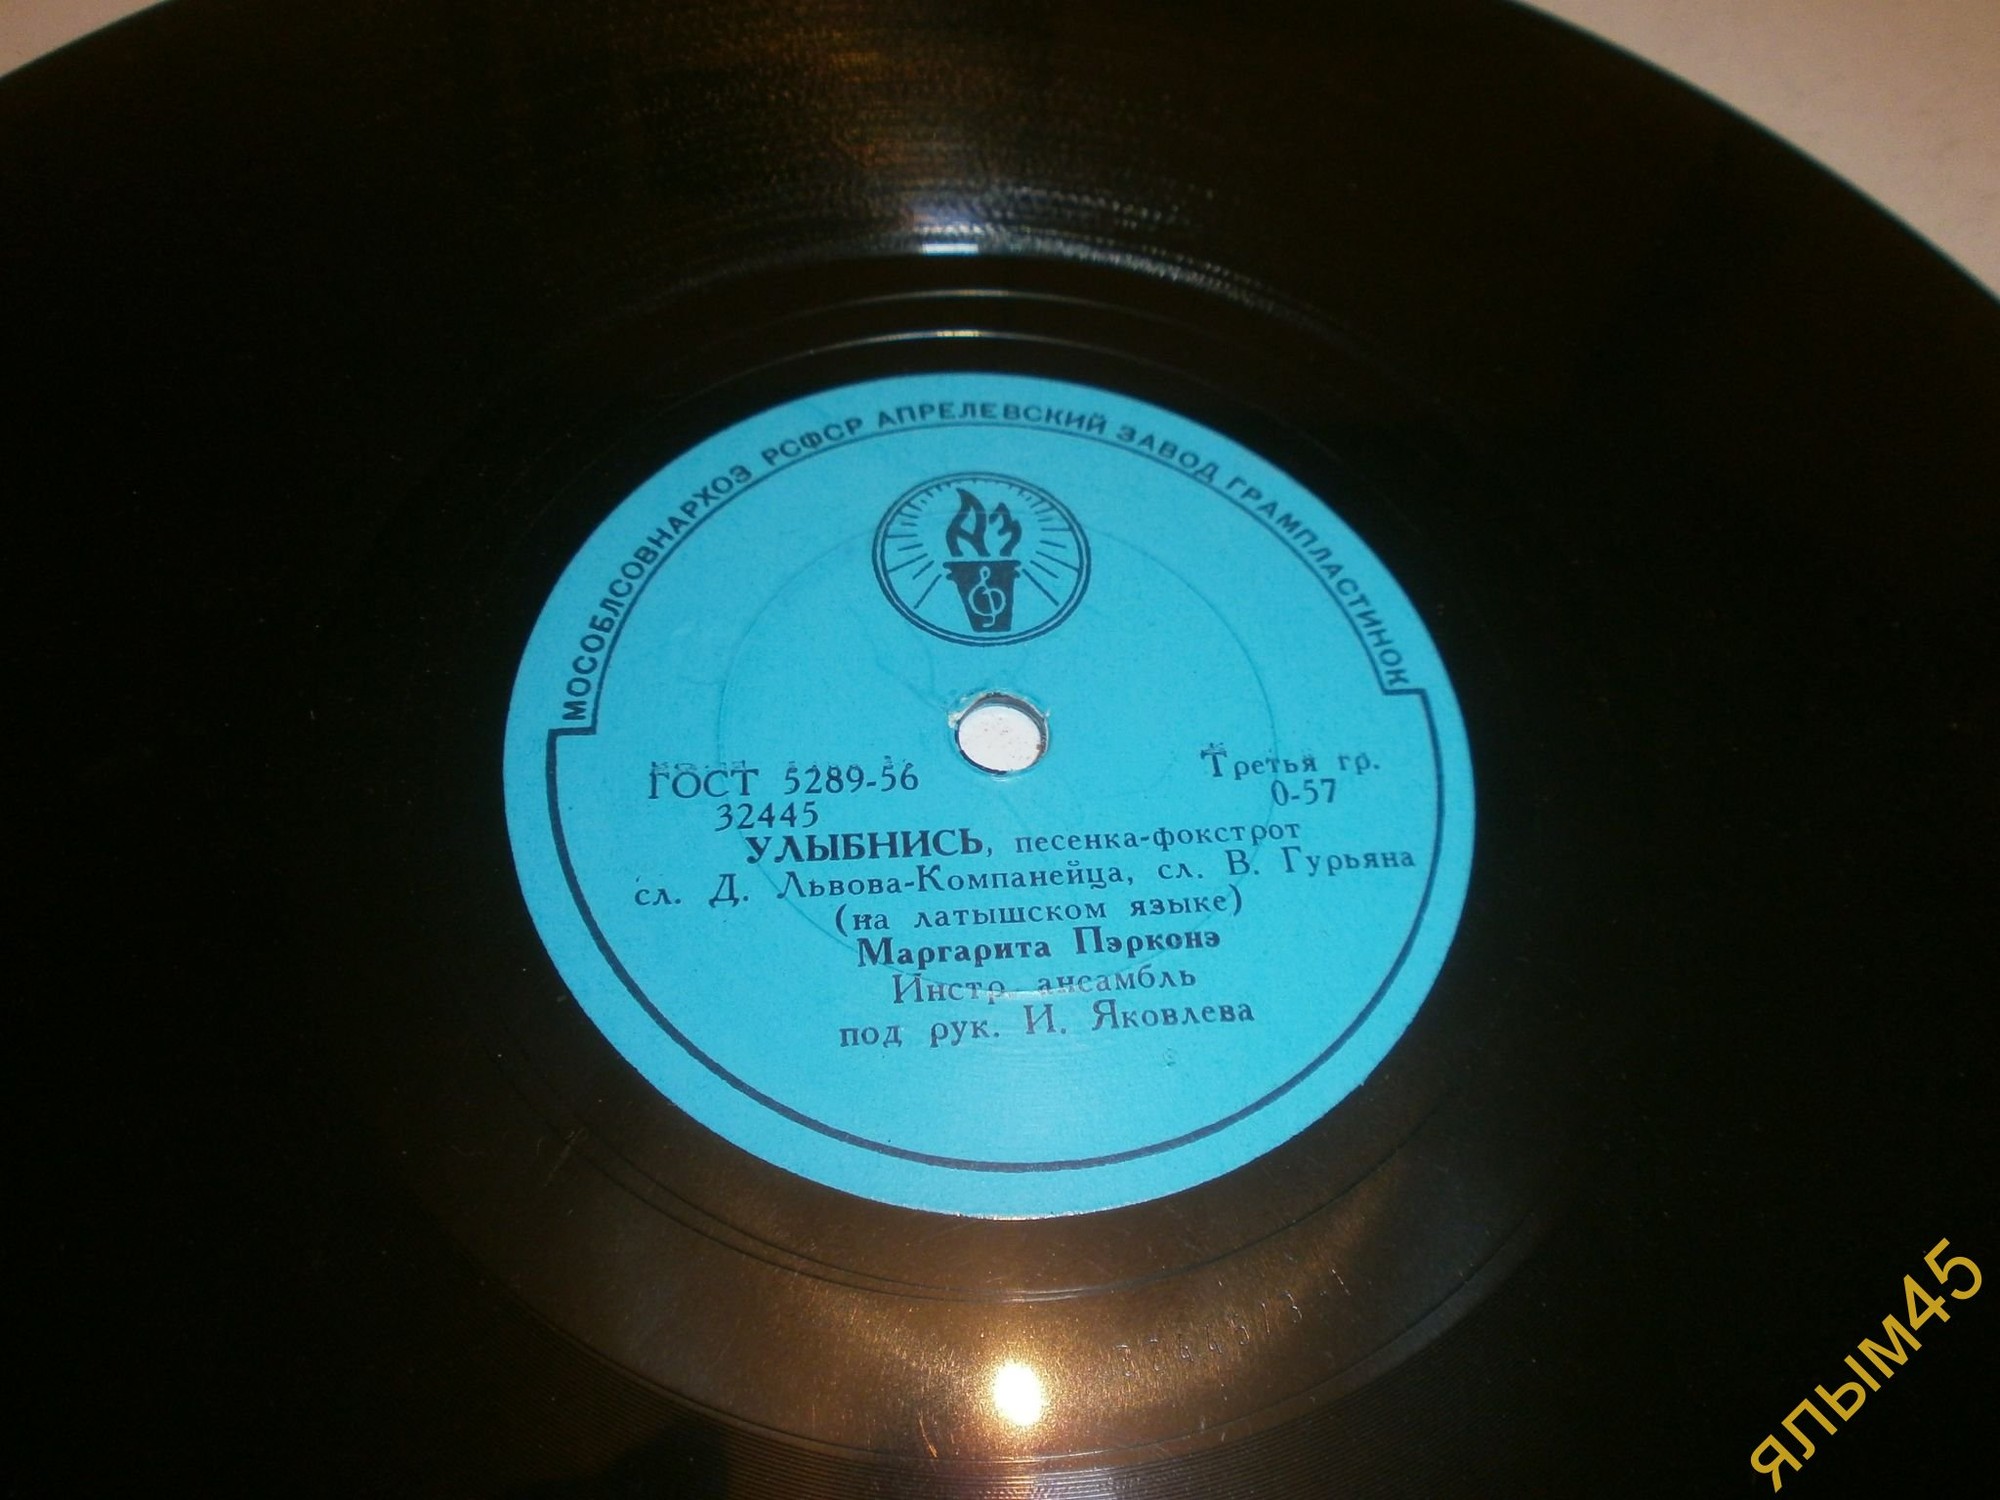 МОСОБЛСОВНАРХОЗ РСФСР АПРЕЛЕВСКИЙ ЗАВОД ГРАМПЛАСТИНОК
АЗ
ГОСТ 5289-56
Третья гр.
32445
0-57
УЛЫБНИСЬ, песенка-фокстрот
сл. Д. Львова-Компанейца, сл. В. Гурьяна
(на латышском языке)
Маргарита Пэрконэ
Инстр. ансамбль
под рук. И. Яковлева
ялым45